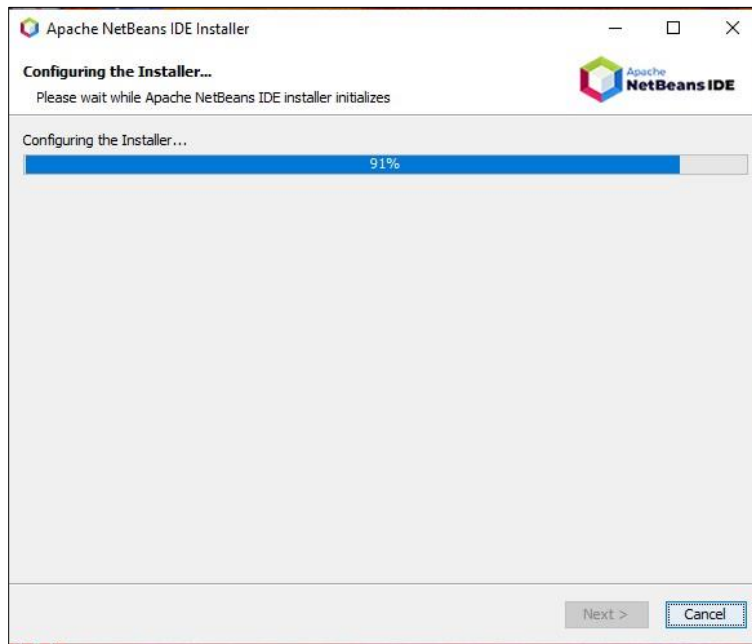 Apache NetBeans IDE Installer
Configuring the Installer...
Please wait while Apache NetBeans IDE installer initializes
Apache
NetBeans IDE
Configuring the Installer...
91%
Next >
Cancel